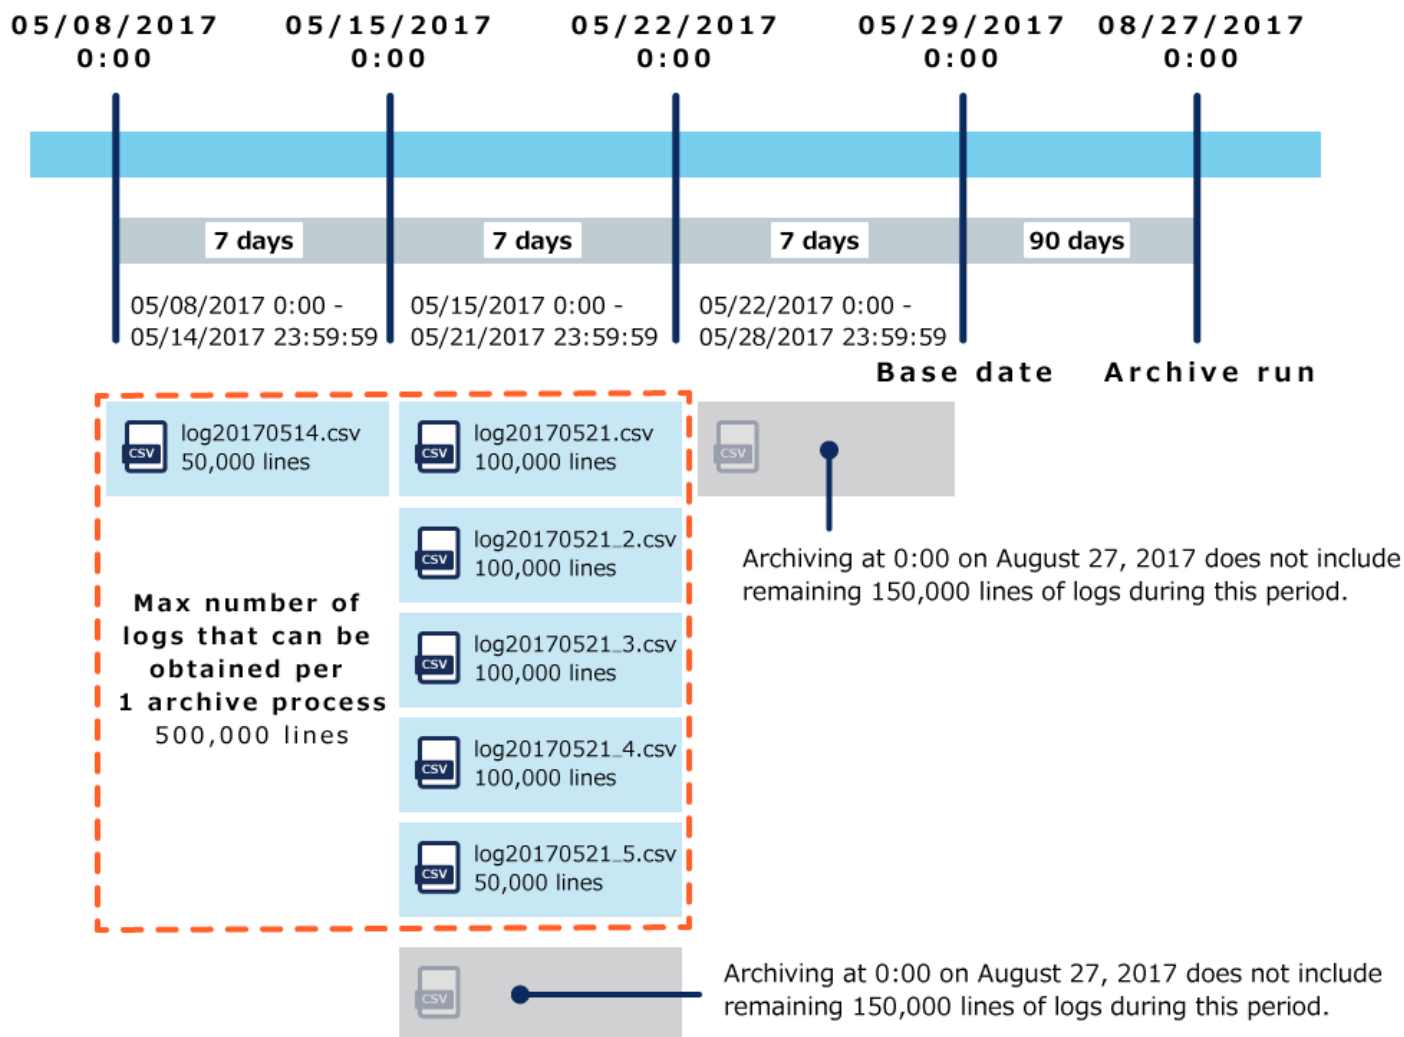 05/08/2017
0:00
05/15/2017
0:00
05/22/2017
0:00
05/29/2017
0:00
08/27/2017
0:00
7 days
7 days
7 days
90 days
05/08/2017 0:00 -
05/14/2017 23:59:59
05/15/2017 0:00 -
05/21/2017 23:59:59
05/22/2017 0:00 -
05/28/2017 23:59:59
Base date
Archive run
CSV
log20170514.csv
50,000 lines
CSV
log20170521.csv
100,000 lines
CSV
Archiving at 0:00 on August 27, 2017 does not include
remaining 150,000 lines of logs during this period.
Max number of
logs that can be
obtained per
1 archive process
500,000 lines
CSV
log20170521_2.csv
100,000 lines
CSV
log20170521_3.csv
100,000 lines
CSV
log20170521_4.csv
100,000 lines
CSV
log20170521_5.csv
50,000 lines
CSV
Archiving at 0:00 on August 27, 2017 does not include
remaining 150,000 lines of logs during this period.